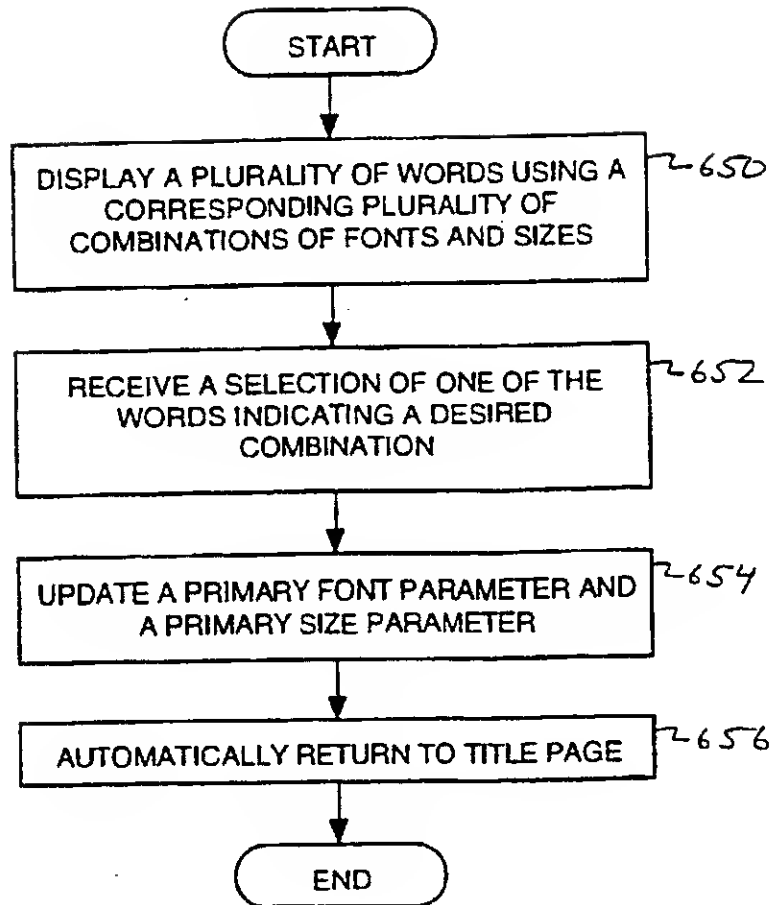 START
DISPLAY A PLURALITY OF WORDS USING A
CORRESPONDING PLURALITY OF
COMBINATIONS OF FONTS AND SIZES
650
RECEIVE A SELECTION OF ONE OF THE
WORDS INDICATING A DESIRED
COMBINATION
652
UPDATE A PRIMARY FONT PARAMETER AND
A PRIMARY SIZE PARAMETER
654
AUTOMATICALLY RETURN TO TITLE PAGE
656
END